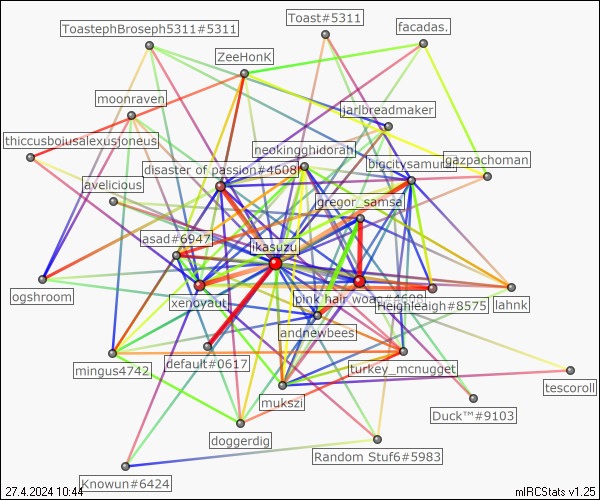 Toast#5311
ToastephBroseph5311#5311
facadas.
ZeeHonK
moonraven
jarlbreadmaker
thiccusboiusalexusjoneus
neokingghidorah
disaster of passion#4608
bigcitysamurai
gazpachoman
avelicious
gregor_samsa
asad#6947
ikasuzu
ogshroom
xenoyaut
pink hair woag#4698
Heighleaigh#8575
lahnk
andnewbees
mingus4742
default#0617
turkey_mcnugget
tescoroll
mukszi
Duck™#9103
doggerdig
Random Stuf6#5983
Knowun#6424
27.4.2024 10:44
mIRCStats v1.25